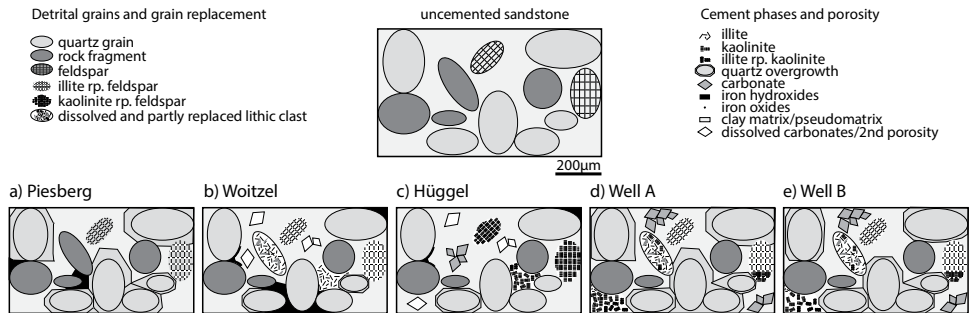 Detrital grains and grain replacement
quartz grain
rock fragment
feldspar
illite rp. feldspar
kaolinite rp. feldspar
dissolved and partly replaced lithic clast
uncemented sandstone
200µm
Cement phases and porosity
illite
kaolinite
illite rp. kaolinite
quartz overgrowth
carbonate
iron hydroxides
iron oxides
clay matrix/pseudomatrix
dissolved carbonates/2nd porosity
a) Piesberg
b) Woitzel
c) Hüggel
d) Well A
e) Well B